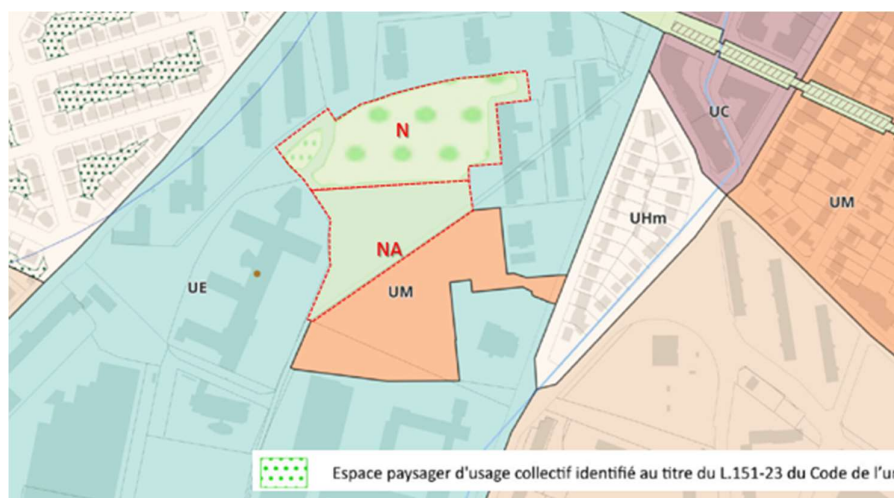 N
UC
UM
UHm
NA
UE
UM
Espace paysager d'usage collectif identifié au titre du L.151-23 du Code de l'ur